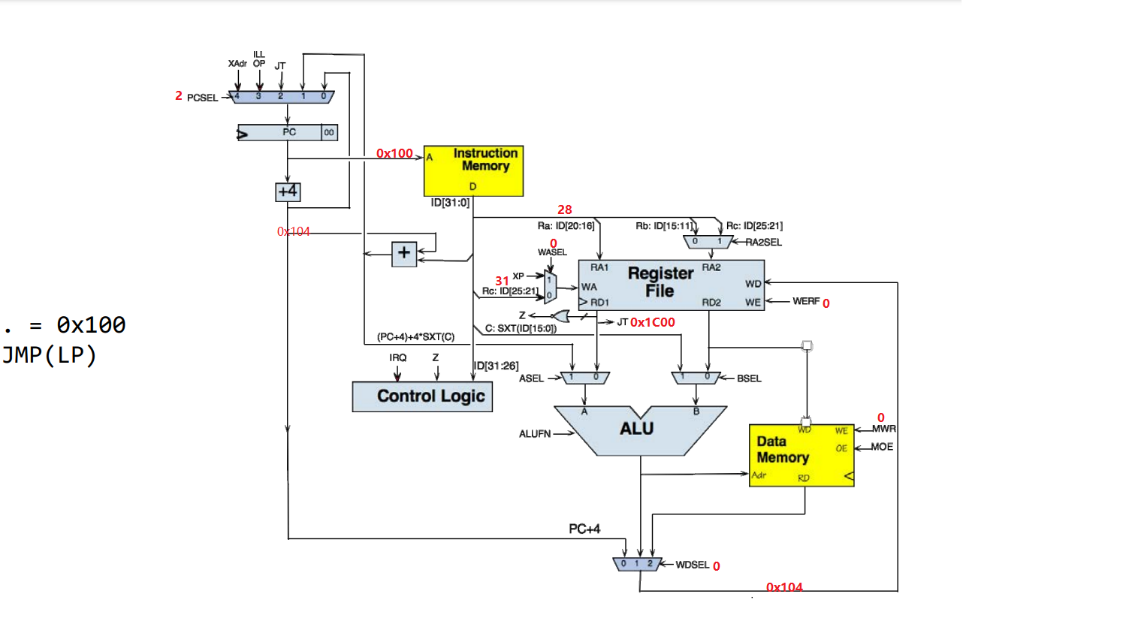 ILL
XAdr OP JT
2 PCSEL 4 3 2 1 0
PC 00
0x100 A Instruction
Memory
D
+4
ID[31:0]
28
Ra: ID[20:16] Rb: ID[15:11] Rc: ID[25:21]
0x104
0 1 RA2SEL
0
WASEL
+
RA1 Register RA2
File
31 XP 1
Rc: ID[25:21] 0
WA WD
RD1 RD2 WE WERF 0
Z JT 0x1C00
. = 0x100
C: SXT(ID[15:0])
(PC+4)+4*SXT(C)
JMP(LP)
IRQ Z ID[31:26]
ASEL 1 0 1 0 BSEL
Control Logic
A B
ALUFN ALU
0
WD WE MWR
Data OE MOE
Memory
Adr RD
PC+4
0 1 2 WDSEL 0
0x104